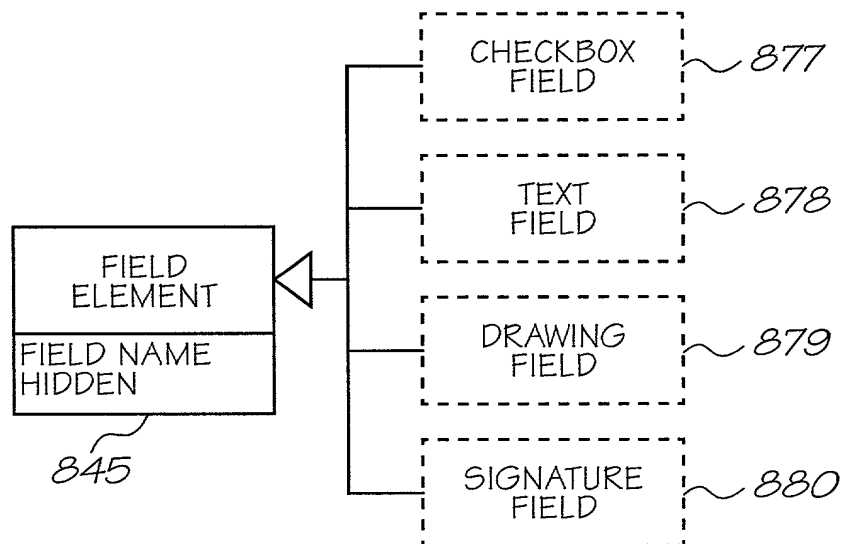 CHECKBOX
FIELD
877
TEXT
FIELD
878
FIELD
ELEMENT
FIELD NAME
HIDDEN
845
DRAWING
FIELD
879
SIGNATURE
FIELD
880